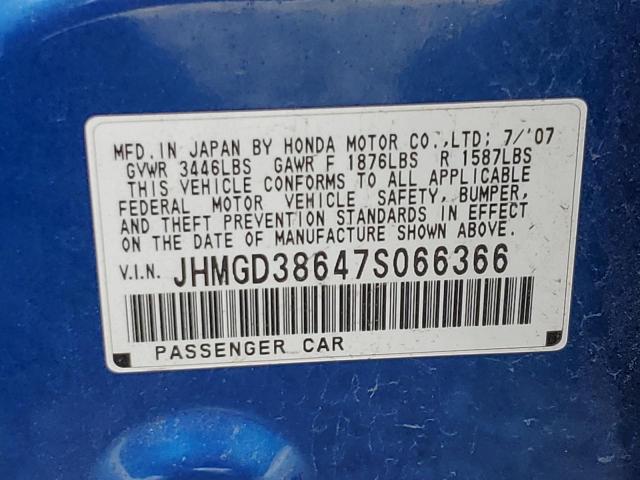 MFD.IN JAPAN BY HONDA MOTOR CO.,LTD; 7/'07
GVWR 3446LBS GAWR F 1876LBS R 1587LBS
THIS VEHICLE CONFORMS TO ALL APPLICABLE
FEDERAL MOTOR VEHICLE SAFETY, BUMPER,
AND THEFT PREVENTION STANDARDS IN EFFECT
ON THE DATE OF MANUFACTURE SHOWN ABOVE.
V.I.N. JHMGD38647S066366
PASSENGER CAR